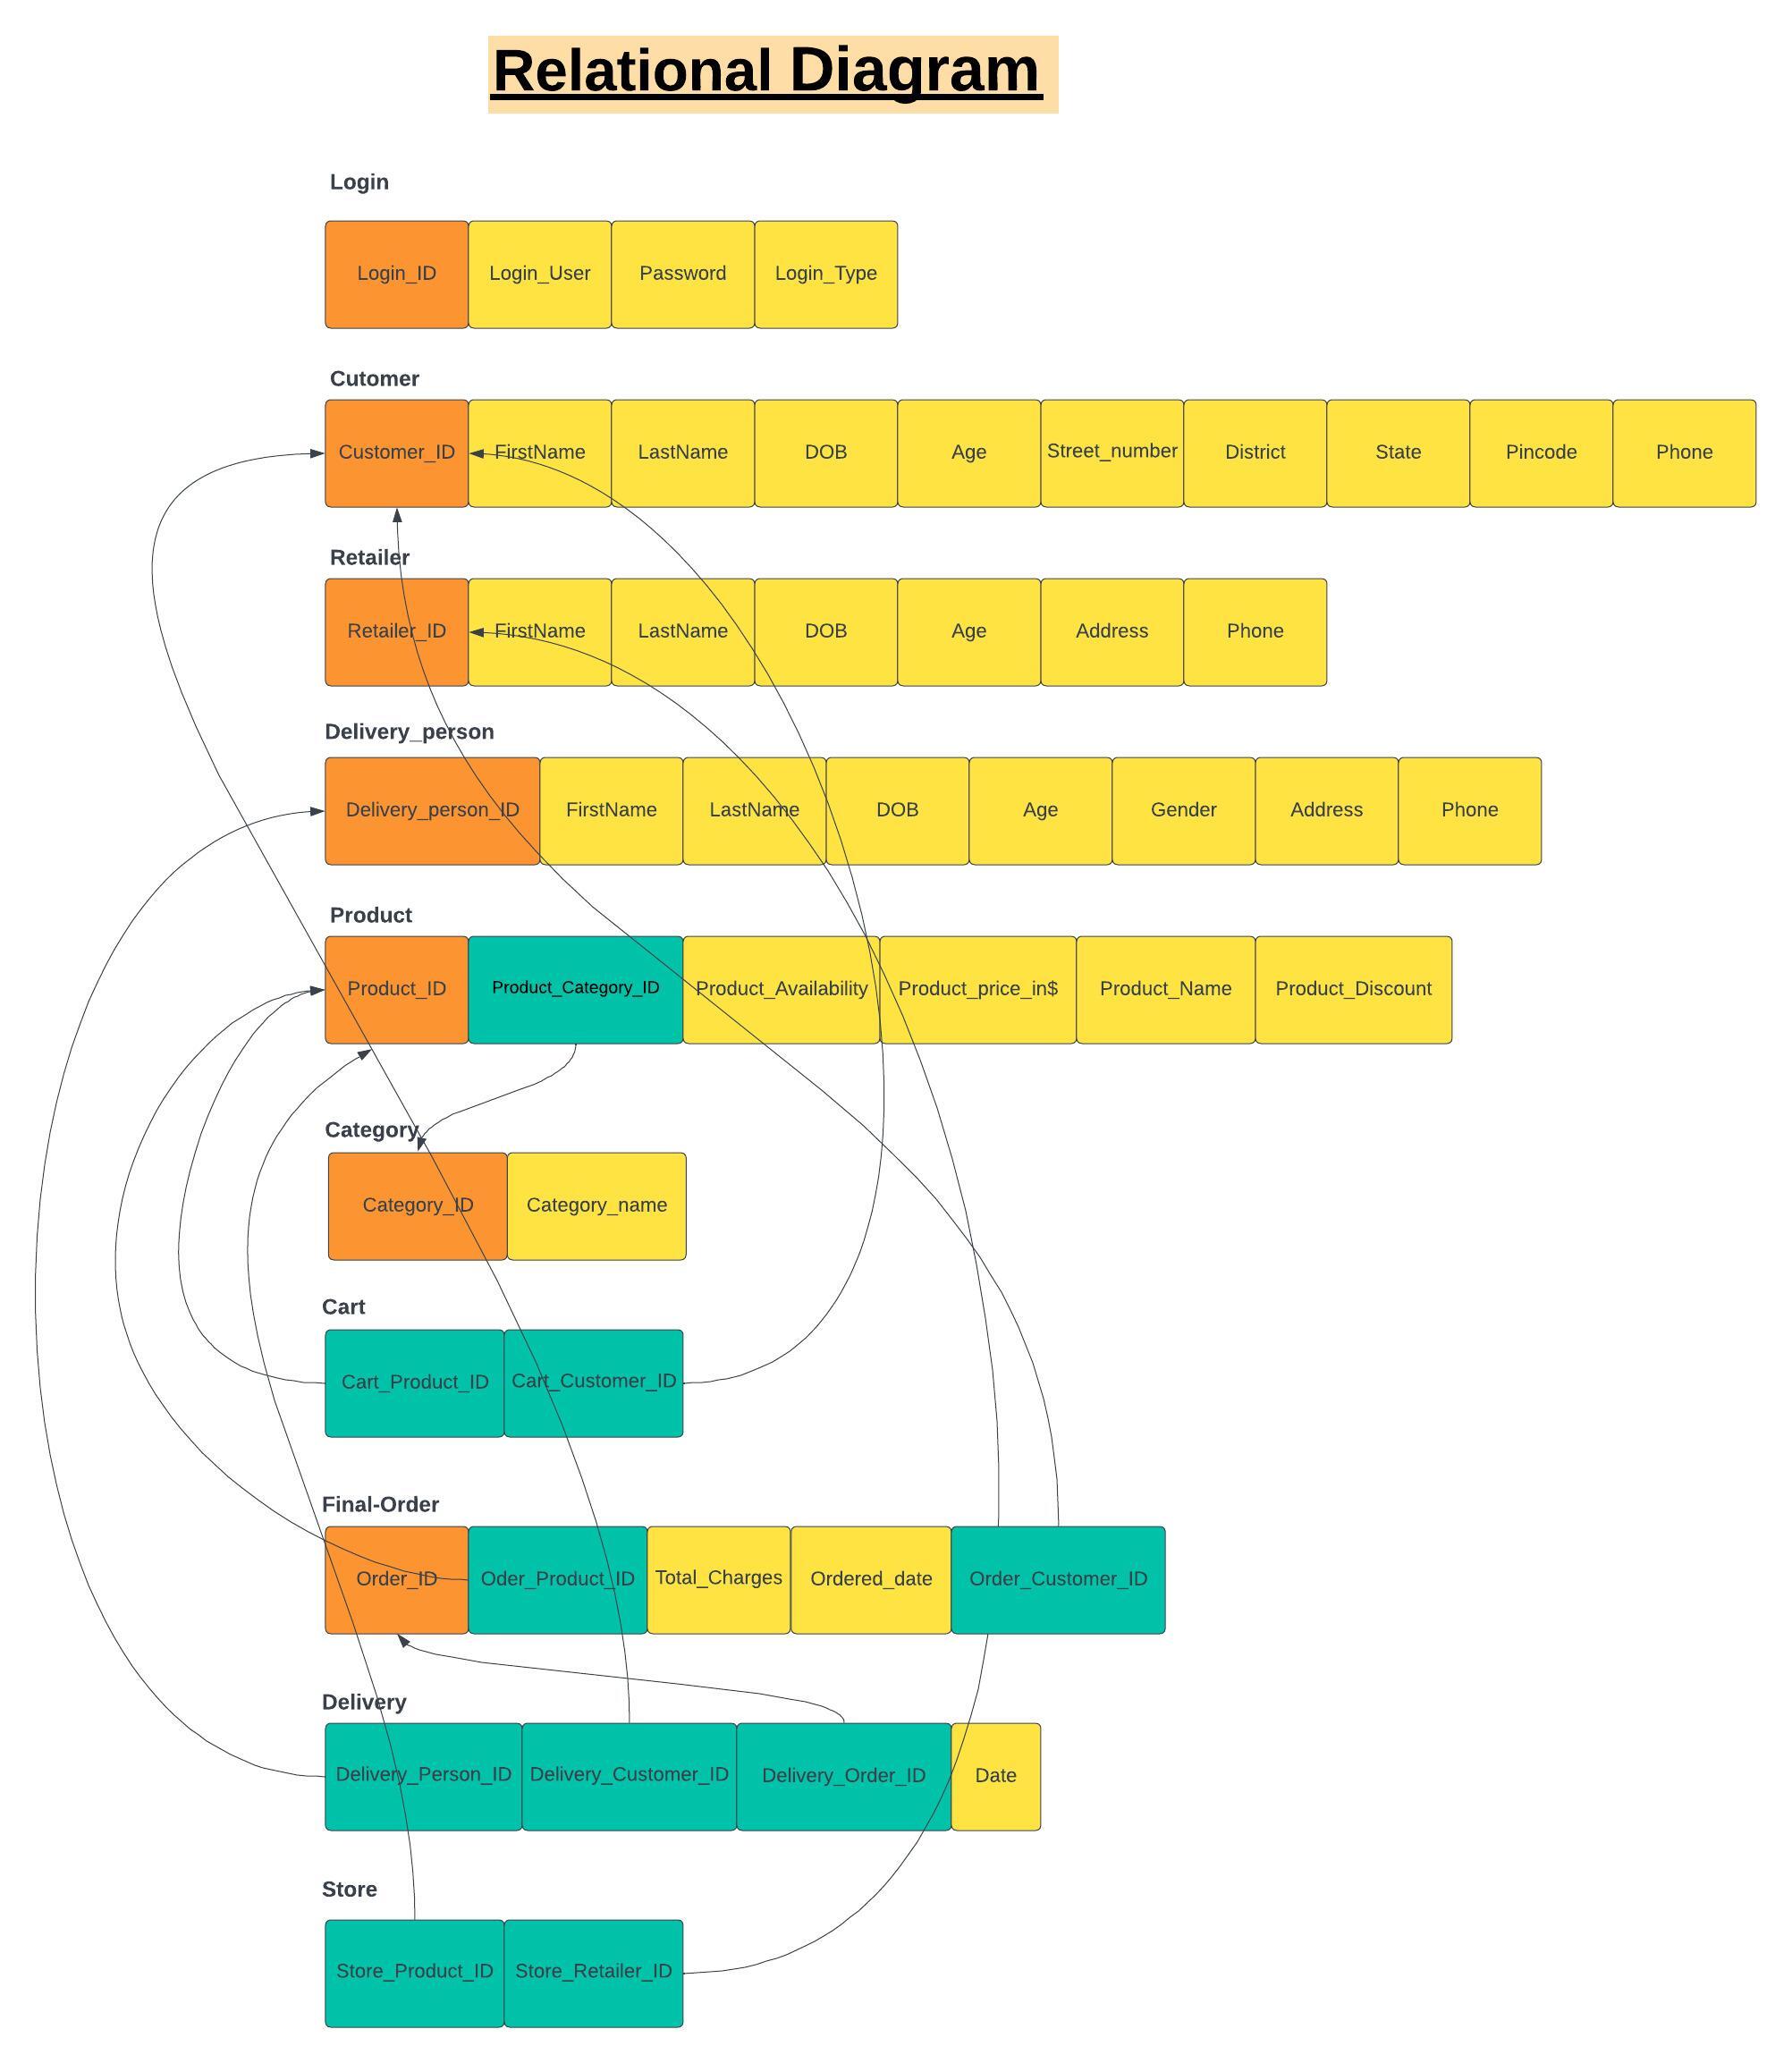 Relational Diagram
Login
Login_ID Login_User Password Login_Type
Cutomer
Customer_ID FirstName LastName DOB Age Street_number District State Pincode Phone
Retailer
Retailer_ID FirstName LastName DOB Age Address Phone
Delivery_person
Delivery_person_ID FirstName LastName DOB Age Gender Address Phone
Product
Product_ID Product_Category_ID Product_Availability Product_price_in$ Product_Name Product_Discount
Category
Category_ID Category_name
Cart
Cart_Product_ID Cart_Customer_ID
Final-Order
Order_ID Oder_Product_ID Total_Charges Ordered_date Order_Customer_ID
Delivery
Delivery_Person_ID Delivery_Customer_ID Delivery_Order_ID Date
Store
Store_Product_ID Store_Retailer_ID